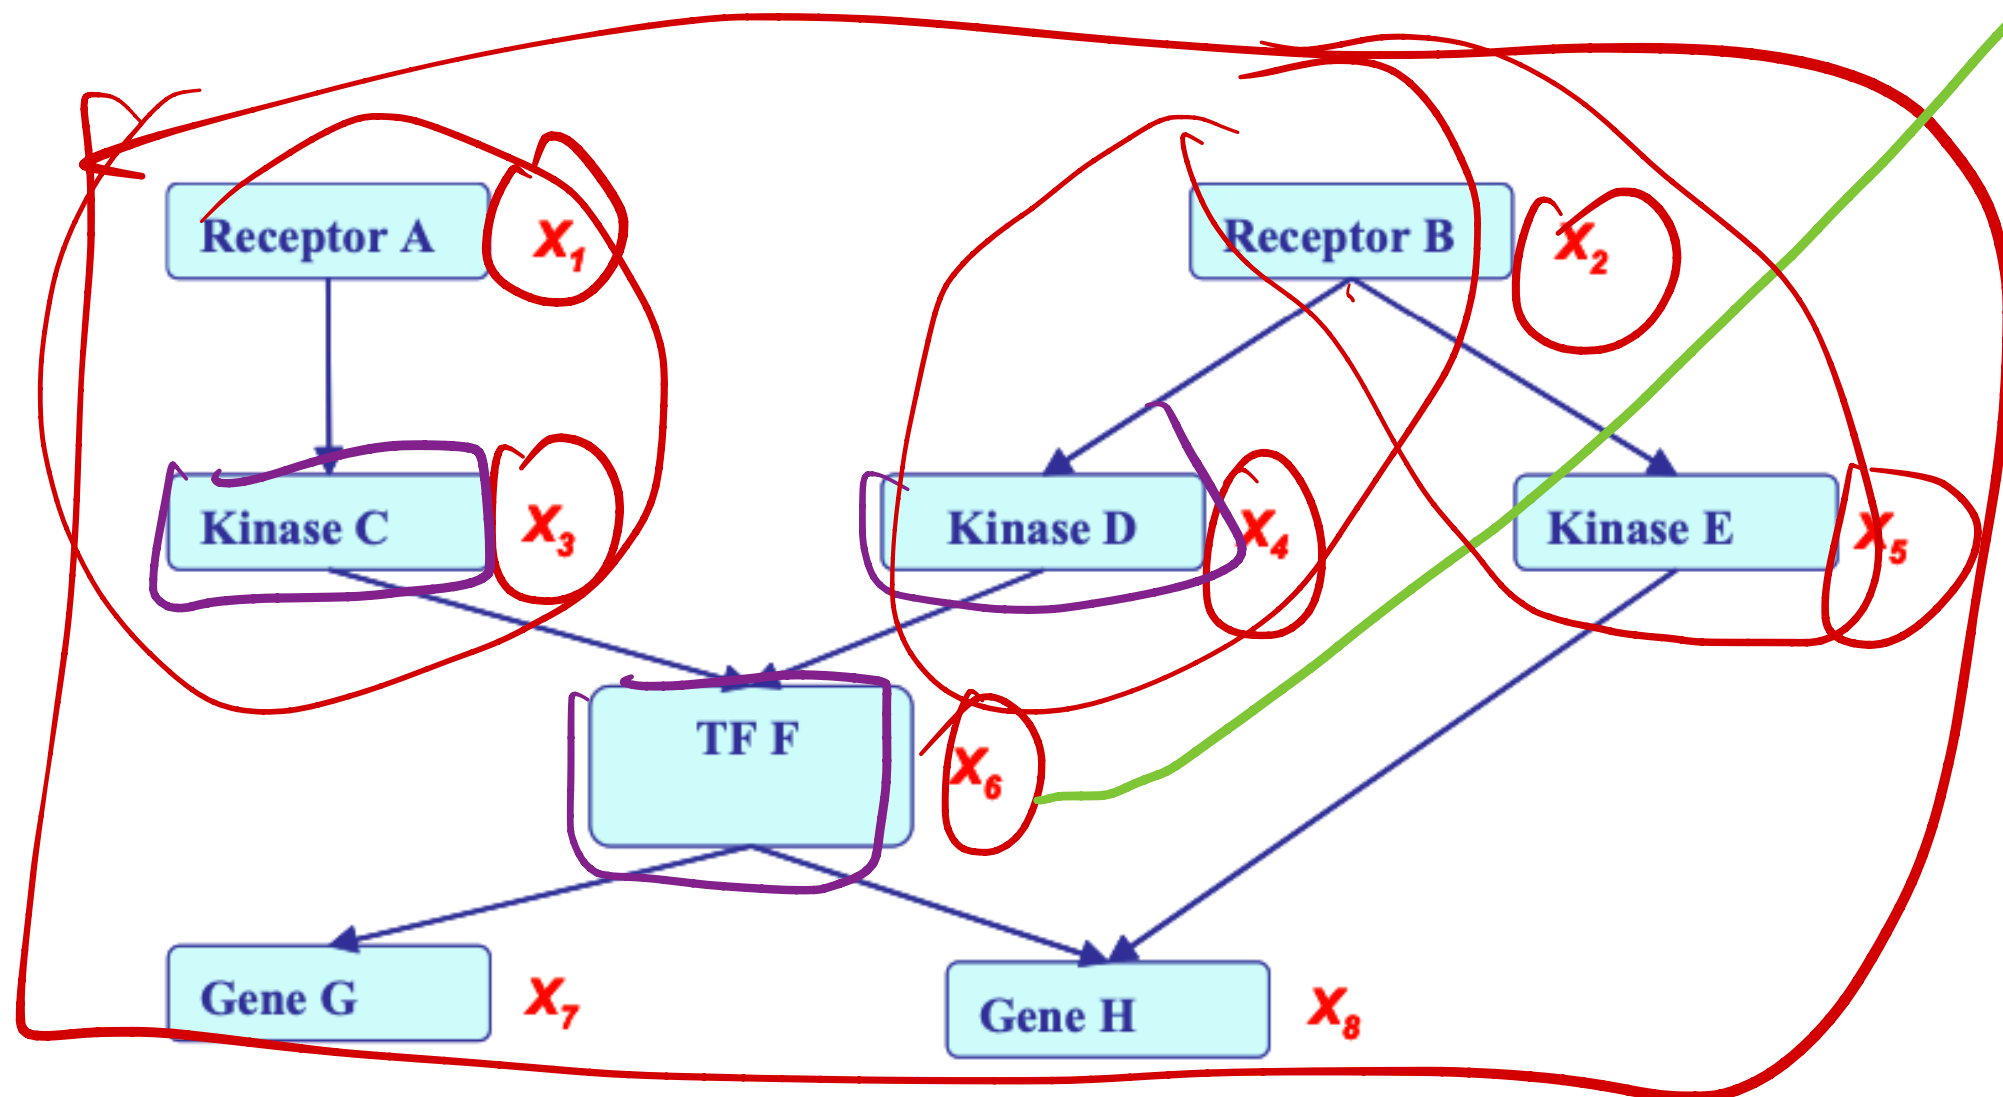 Receptor A X1
Receptor B X2
Kinase C X3
Kinase D X4
Kinase E X5
TF F X6
Gene G X7
Gene H X8